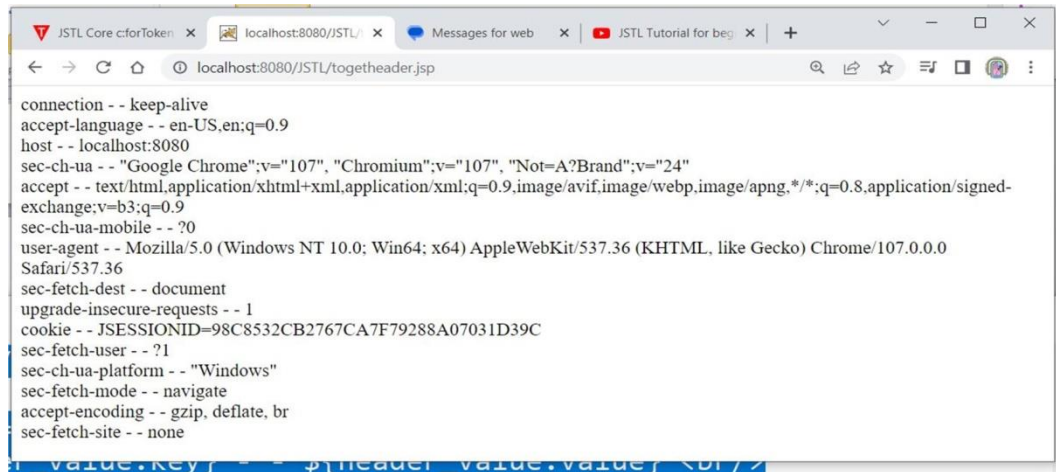 JSTL Core c:forToken
localhost:8080/JSTL/
Messages for web
JSTL Tutorial for beg
localhost:8080/JSTL/togetheader.jsp
connection - - keep-alive
accept-language - - en-US,en;q=0.9
host - - localhost:8080
sec-ch-ua - - "Google Chrome";v="107", "Chromium";v="107", "Not=A?Brand";v="24"
accept - - text/html,application/xhtml+xml,application/xml;q=0.9,image/avif,image/webp,image/apng,*/*;q=0.8,application/signed-
exchange;v=b3;q=0.9
sec-ch-ua-mobile - - ?0
user-agent - - Mozilla/5.0 (Windows NT 10.0; Win64; x64) AppleWebKit/537.36 (KHTML, like Gecko) Chrome/107.0.0.0
Safari/537.36
sec-fetch-dest - - document
upgrade-insecure-requests - - 1
cookie - - JSESSIONID=98C8532CB2767CA7F79288A07031D39C
sec-fetch-user - - ?1
sec-ch-ua-platform - - "Windows"
sec-fetch-mode - - navigate
accept-encoding - - gzip, deflate, br
sec-fetch-site - - none
value.key} - - ${header value.value} <br/>